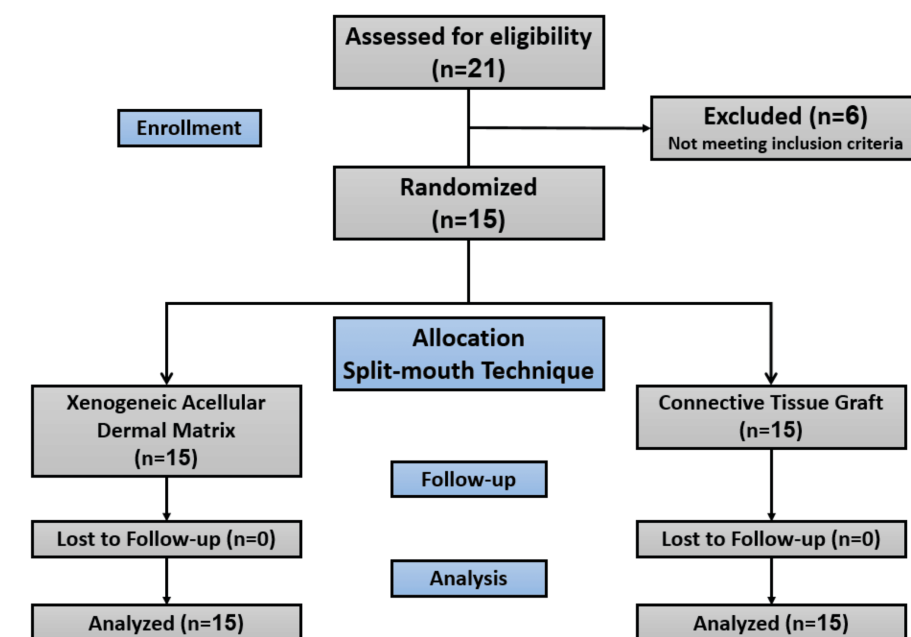 Assessed for eligibility
(n=21)
Enrollment
Excluded (n=6)
Not meeting inclusion criteria
Randomized
(n=15)
Allocation
Split-mouth Technique
Xenogeneic Acellular
Dermal Matrix
(n=15)
Connective Tissue Graft
(n=15)
Follow-up
Lost to Follow-up (n=0)
Lost to Follow-up (n=0)
Analysis
Analyzed (n=15)
Analyzed (n=15)